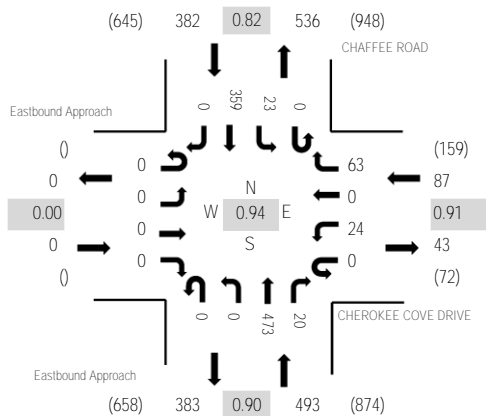 (645) 382 0.82 536 (948)
CHAFFEE ROAD
Eastbound Approach
0 359 23 0
() 0 63 (159)
0 0 N 0 87
0.00 0 W 0.94 E 24 0.91
0 0 S 0 43
() (72)
0 0 473 20
CHEROKEE COVE DRIVE
Eastbound Approach
(658) 383 0.90 493 (874)